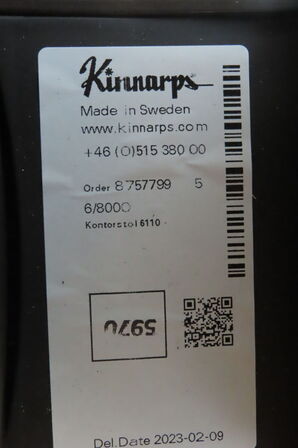 Kinnarps
Made in Sweden
www.kinnarps.com
+46 (0)515 380 00
Order 8757799 5
6/8000
Kontorstol 6110
5970
Del.Date 2023-02-09